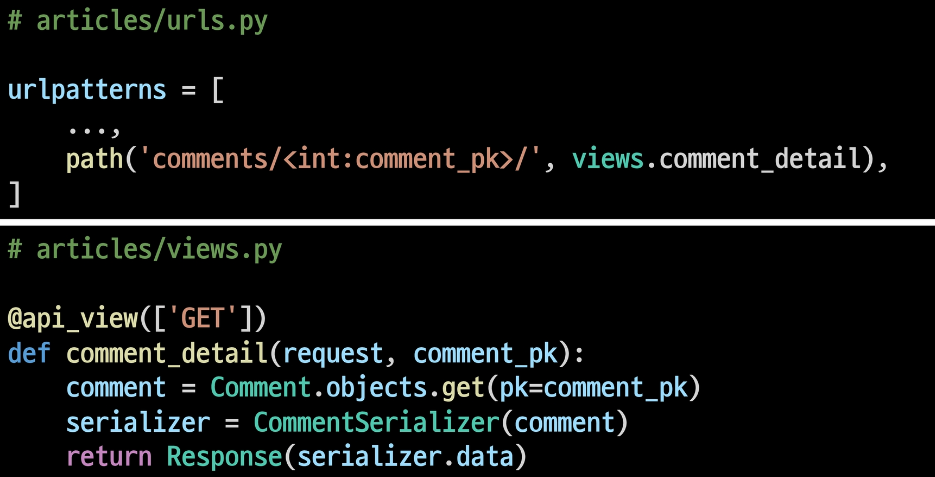 # articles/urls.py
urlpatterns = [
    ...,
    path('comments/<int:comment_pk>/', views.comment_detail),
]
# articles/views.py
@api_view(['GET'])
def comment_detail(request, comment_pk):
    comment = Comment.objects.get(pk=comment_pk)
    serializer = CommentSerializer(comment)
    return Response(serializer.data)